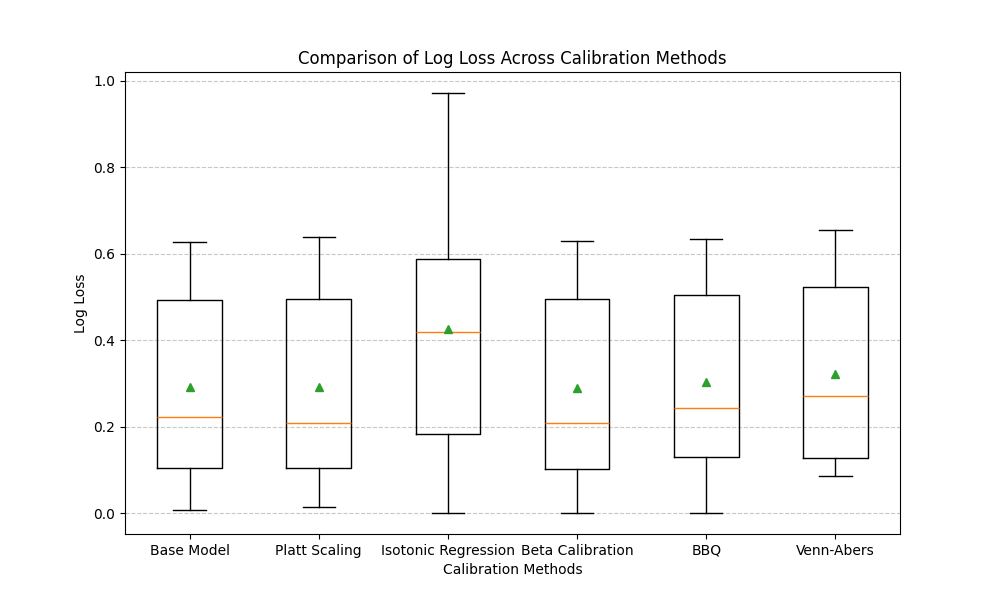 Comparison of Log Loss Across Calibration Methods
Log Loss
1.0
0.8
0.6
0.4
0.2
0.0
Base Model Platt Scaling Isotonic Regression Beta Calibration BBQ Venn-Abers
Calibration Methods